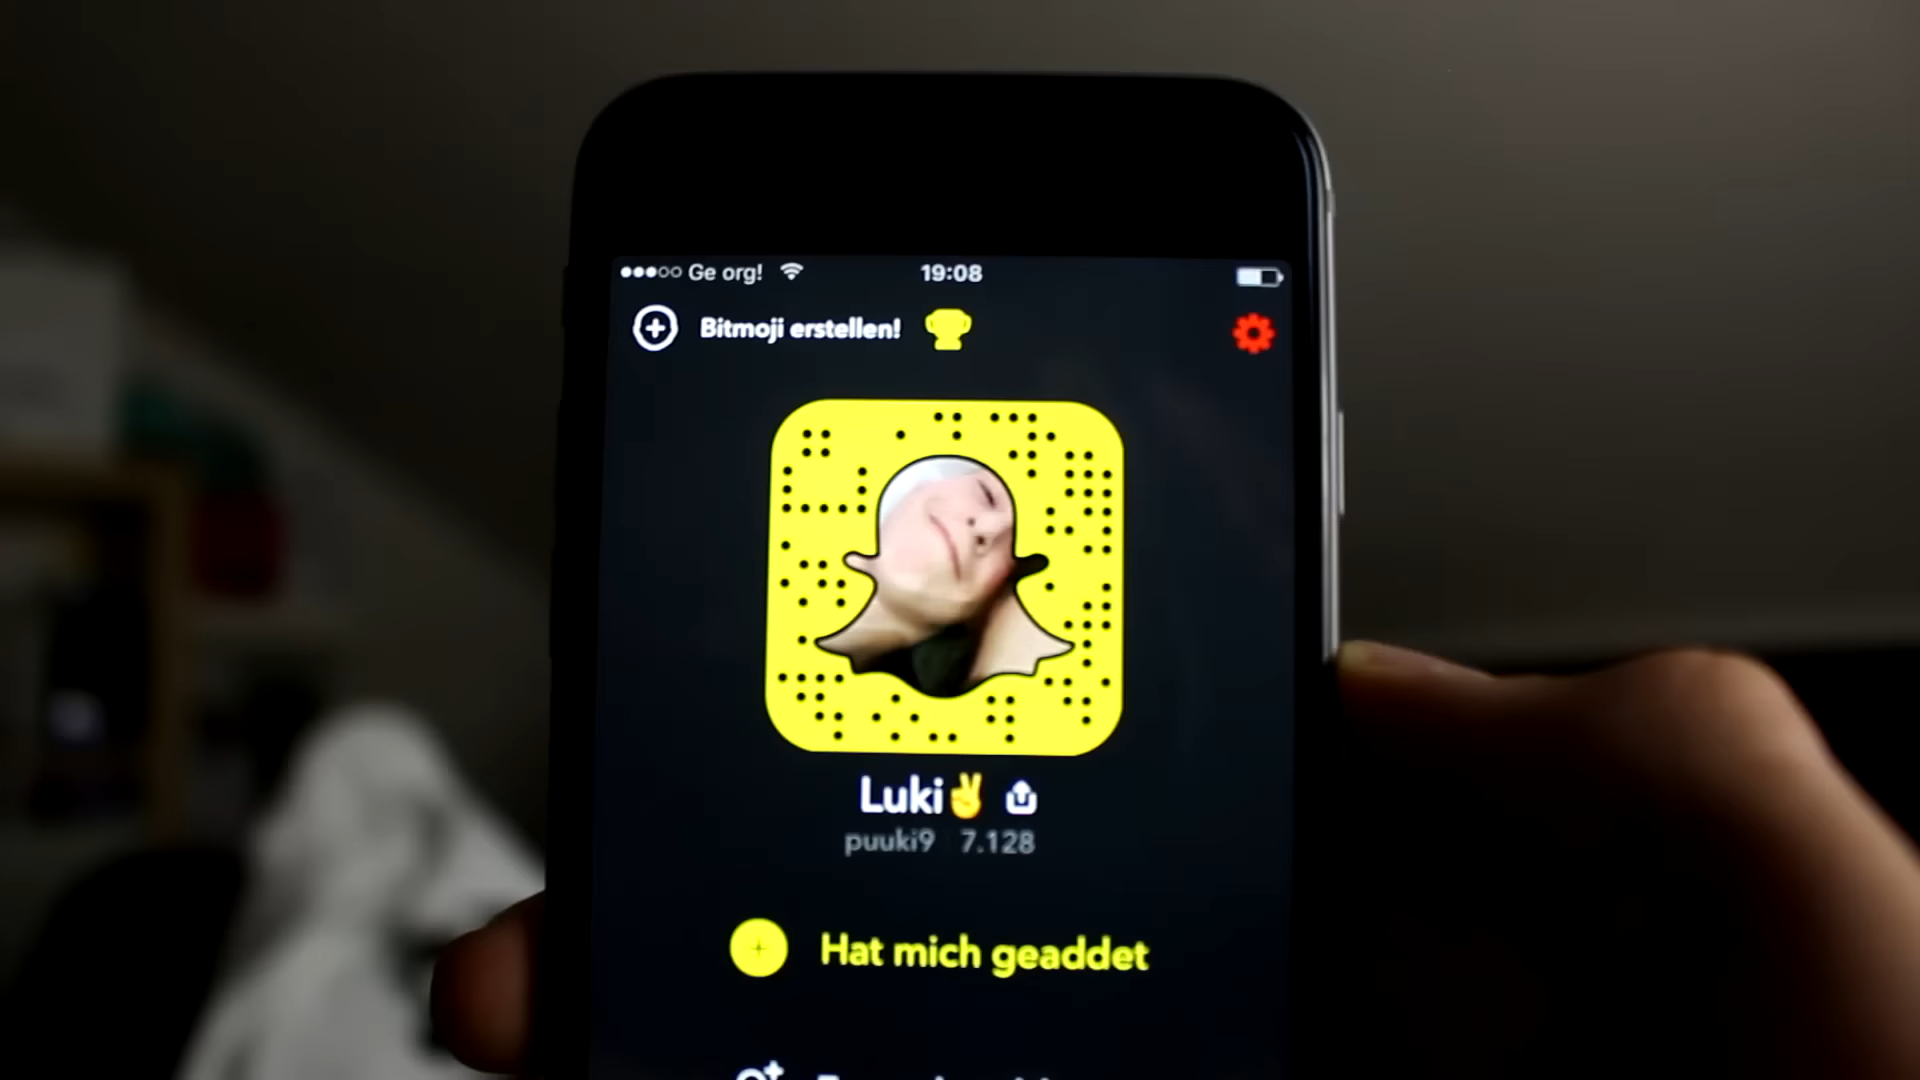 Ge org! 19:08
Bitmoji erstellen!
Luki✌
puuki9 7.128
Hat mich geaddet